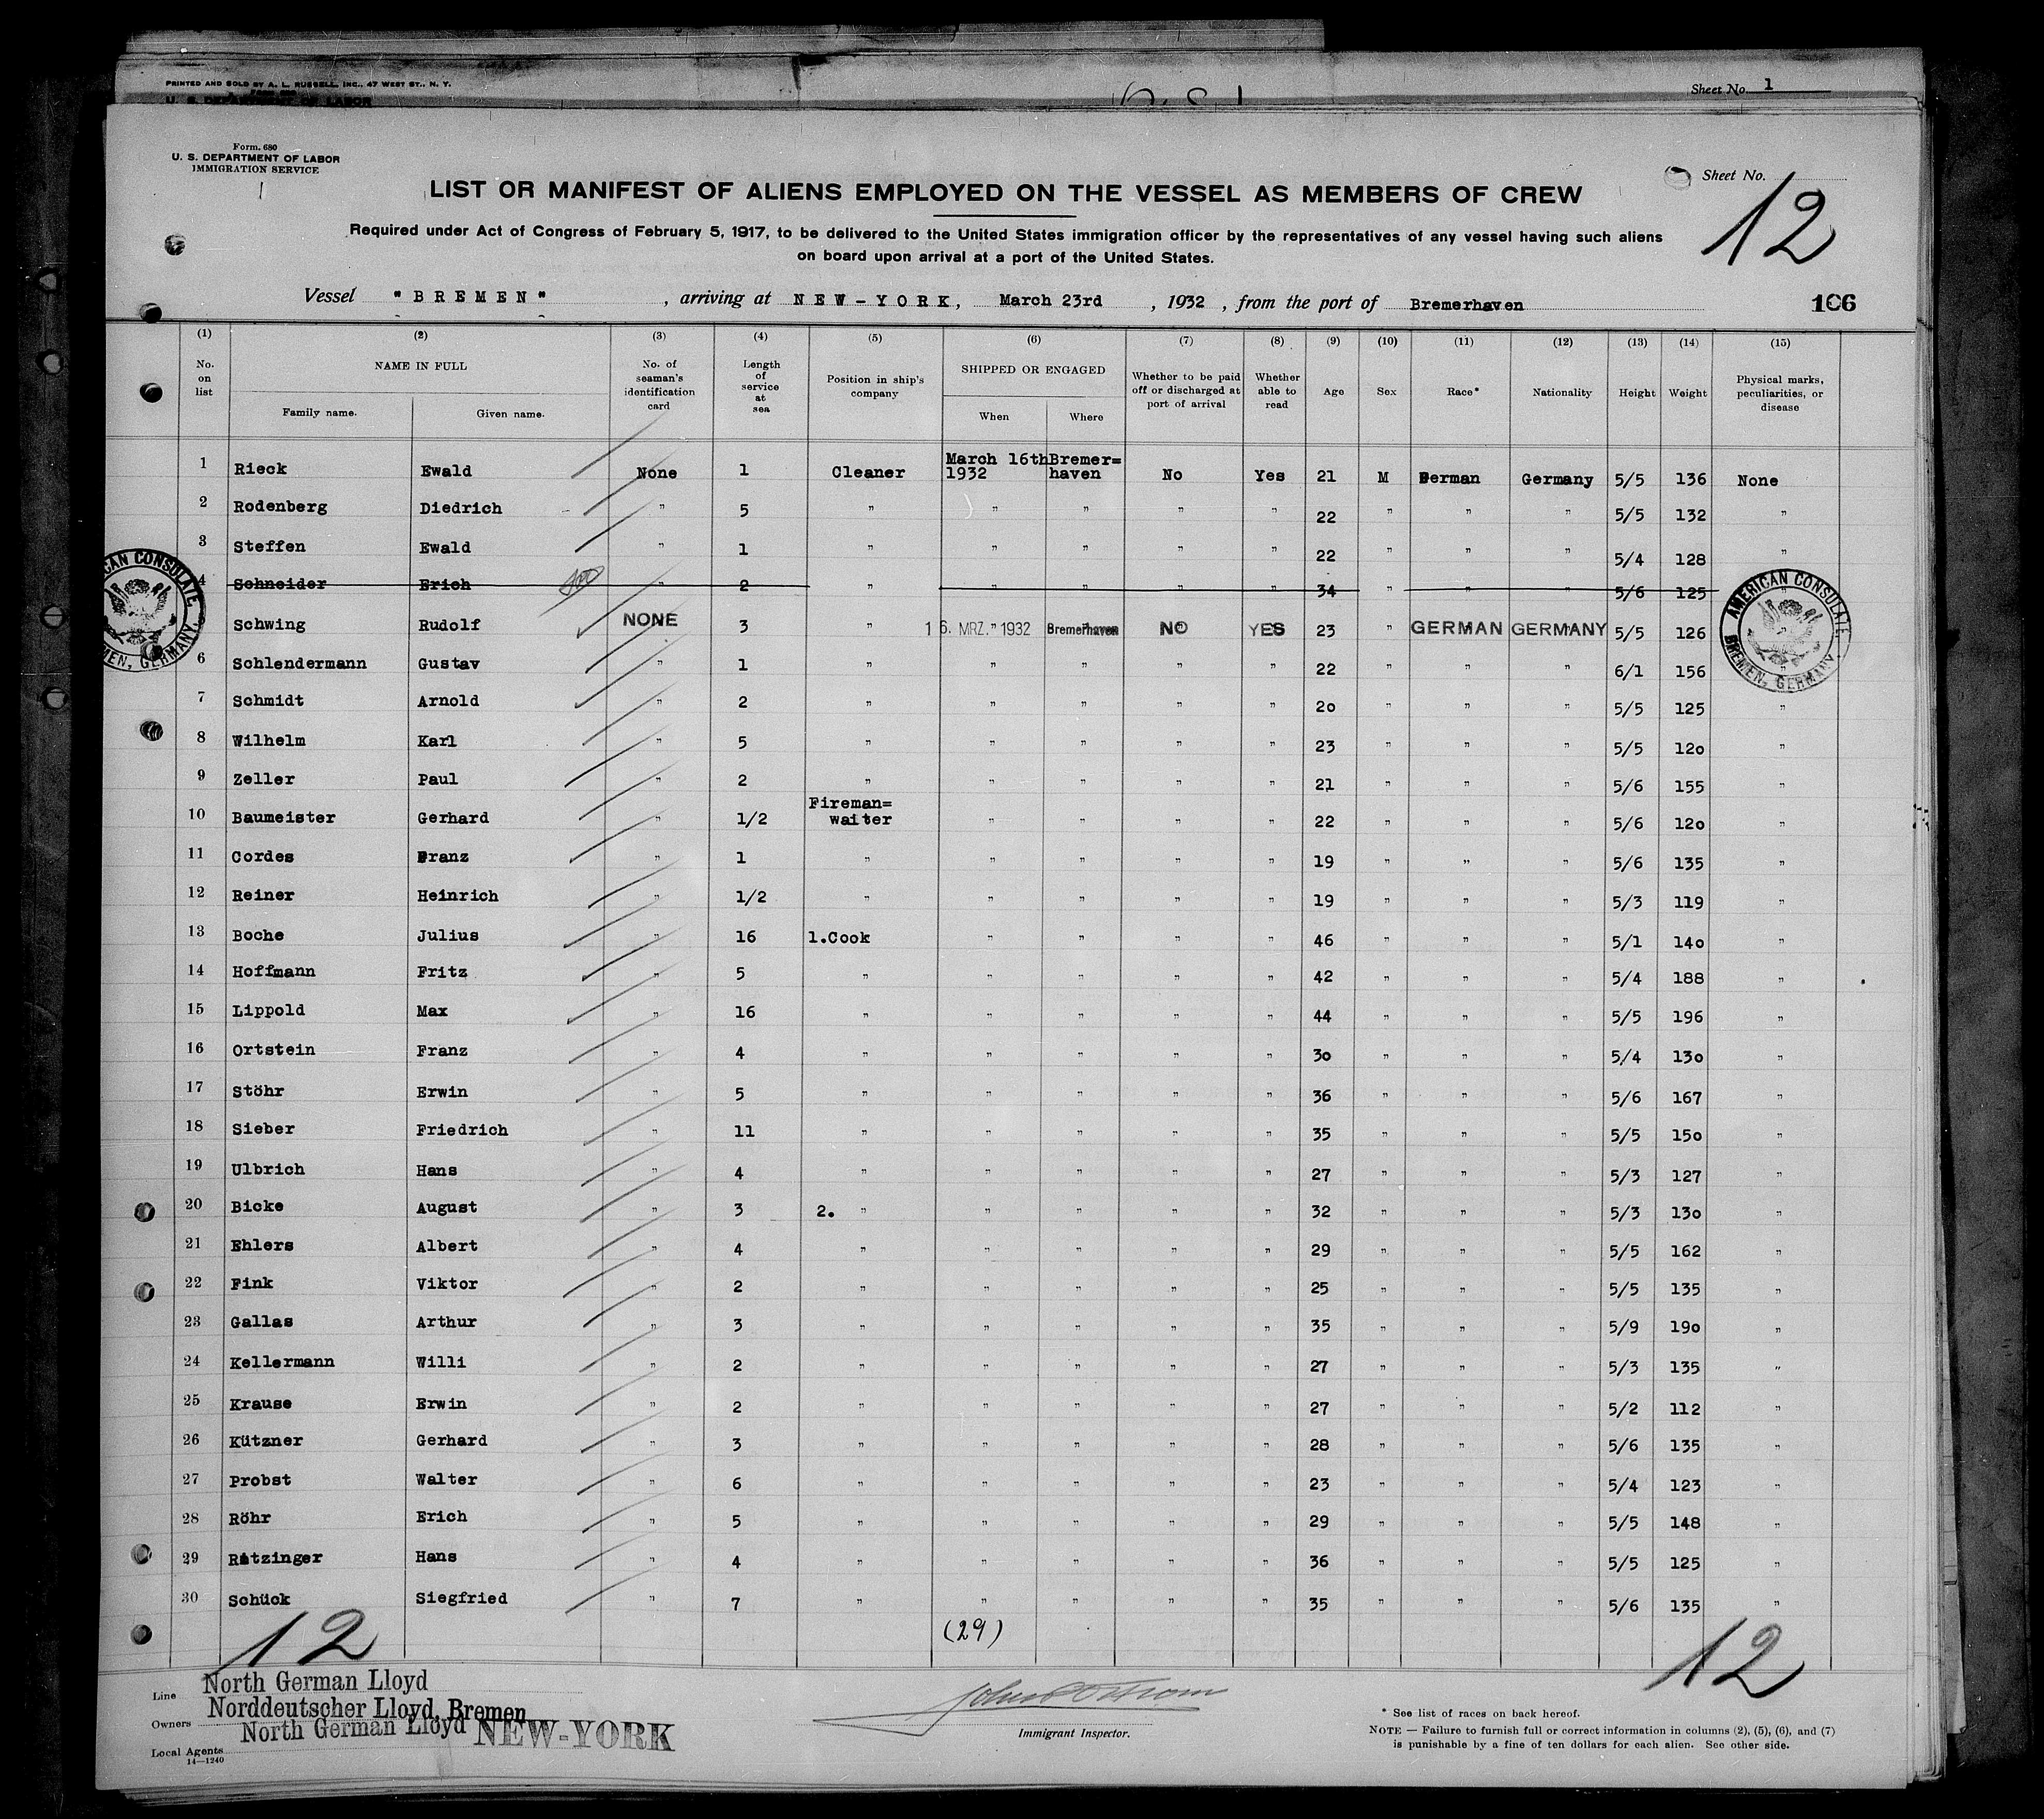 PRINTED AND SOLD BY A. L. RUSSELL, INC., 47 WEST ST., N. Y.
U. S. DEPARTMENT OF LABOR
Sheet No. 1
Form. 680
U. S. DEPARTMENT OF LABOR
IMMIGRATION SERVICE
Sheet No.
12
LIST OR MANIFEST OF ALIENS EMPLOYED ON THE VESSEL AS MEMBERS OF CREW
Required under Act of Congress of February 5, 1917, to be delivered to the United States immigration officer by the representatives of any vessel having such aliens
on board upon arrival at a port of the United States.
Vessel "BREMEN", arriving at NEW-YORK, March 23rd, 1932, from the port of Bremerhaven
106
(1) (2) (3) (4) (5) (6) (7) (8) (9) (10) (11) (12) (13) (14) (15)
No. on list NAME IN FULL Family name. Given name. No. of seaman's identification card Length of service at sea Position in ship's company SHIPPED OR ENGAGED When Where Whether to be paid off or discharged at port of arrival Whether able to read Age Sex Race* Nationality Height Weight Physical marks, peculiarities, or disease
1 Rieck Ewald None 1 Cleaner March 16th 1932 Bremer=haven No Yes 21 M German Germany 5/5 136 None
2 Rodenberg Diedrich " 5 " " " " " 22 " " " 5/5 132 "
3 Steffen Ewald " 1 " " " " " 22 " " " 5/4 128 "
4 Schneider Erich " 2 " " " " " 34 " " " 5/6 125 "
Schwing Rudolf NONE 3 " 16. MRZ. 1932 Bremerhaven NO YES 23 " GERMAN GERMANY 5/5 126
6 Schlendermann Gustav " 1 " " " " " 22 " " " 6/1 156 "
7 Schmidt Arnold " 2 " " " " " 20 " " " 5/5 125 "
8 Wilhelm Karl " 5 " " " " " 23 " " " 5/5 120 "
9 Zeller Paul " 2 " " " " " 21 " " " 5/6 155 "
10 Baumeister Gerhard " 1/2 Fireman=waiter " " " " 22 " " " 5/6 120 "
11 Cordes Franz " 1 " " " " " 19 " " " 5/6 135 "
12 Reiner Heinrich " 1/2 " " " " " 19 " " " 5/3 119 "
13 Boche Julius " 16 1.Cook " " " " 46 " " " 5/1 140 "
14 Hoffmann Fritz " 5 " " " " " 42 " " " 5/4 188 "
15 Lippold Max " 16 " " " " " 44 " " " 5/5 196 "
16 Ortstein Franz " 4 " " " " " 30 " " " 5/4 130 "
17 Stöhr Erwin " 5 " " " " " 36 " " " 5/6 167 "
18 Sieber Friedrich " 11 " " " " " 35 " " " 5/5 150 "
19 Ulbrich Hans " 4 " " " " " 27 " " " 5/3 127 "
20 Bicke August " 3 2. " " " " " 32 " " " 5/3 130 "
21 Ehlers Albert " 4 " " " " " 29 " " " 5/5 162 "
22 Fink Viktor " 2 " " " " " 25 " " " 5/5 135 "
23 Gallas Arthur " 3 " " " " " 35 " " " 5/9 190 "
24 Kellermann Willi " 2 " " " " " 27 " " " 5/3 135 "
25 Krause Erwin " 2 " " " " " 27 " " " 5/2 112 "
26 Kützner Gerhard " 3 " " " " " 28 " " " 5/6 135 "
27 Probst Walter " 6 " " " " " 23 " " " 5/4 123 "
28 Röhr Erich " 5 " " " " " 29 " " " 5/5 148 "
29 Ratzinger Hans " 4 " " " " " 36 " " " 5/5 125 "
30 Schück Siegfried " 7 " " " " " 35 " " " 5/6 135 "
AMERICAN CONSULATE BREMEN, GERMANY.
(29)
12
12
Line North German Lloyd
Owners Norddeutscher Lloyd, Bremen
Local Agents North German Lloyd NEW-YORK
14—1240
Immigrant Inspector.
* See list of races on back hereof.
NOTE — Failure to furnish full or correct information in columns (2), (5), (6), and (7)
is punishable by a fine of ten dollars for each alien. See other side.